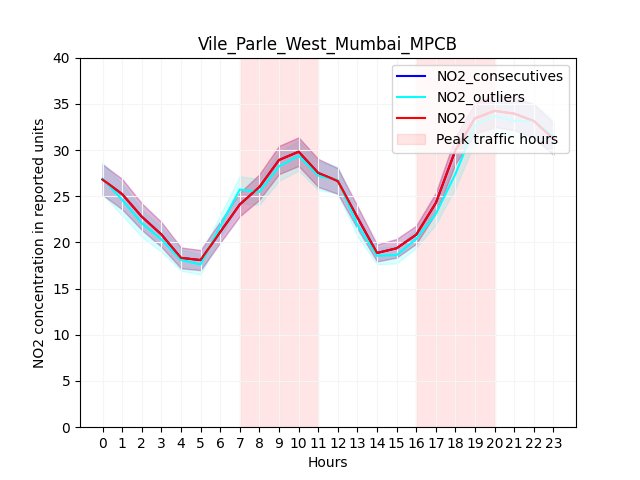 Vile_Parle_West_Mumbai_MPCB
NO2_consecutives
NO2_outliers
NO2
Peak traffic hours
NO2 concentration in reported units
40
35
30
25
20
15
10
5
0
0 1 2 3 4 5 6 7 8 9 10 11 12 13 14 15 16 17 18 19 20 21 22 23
Hours